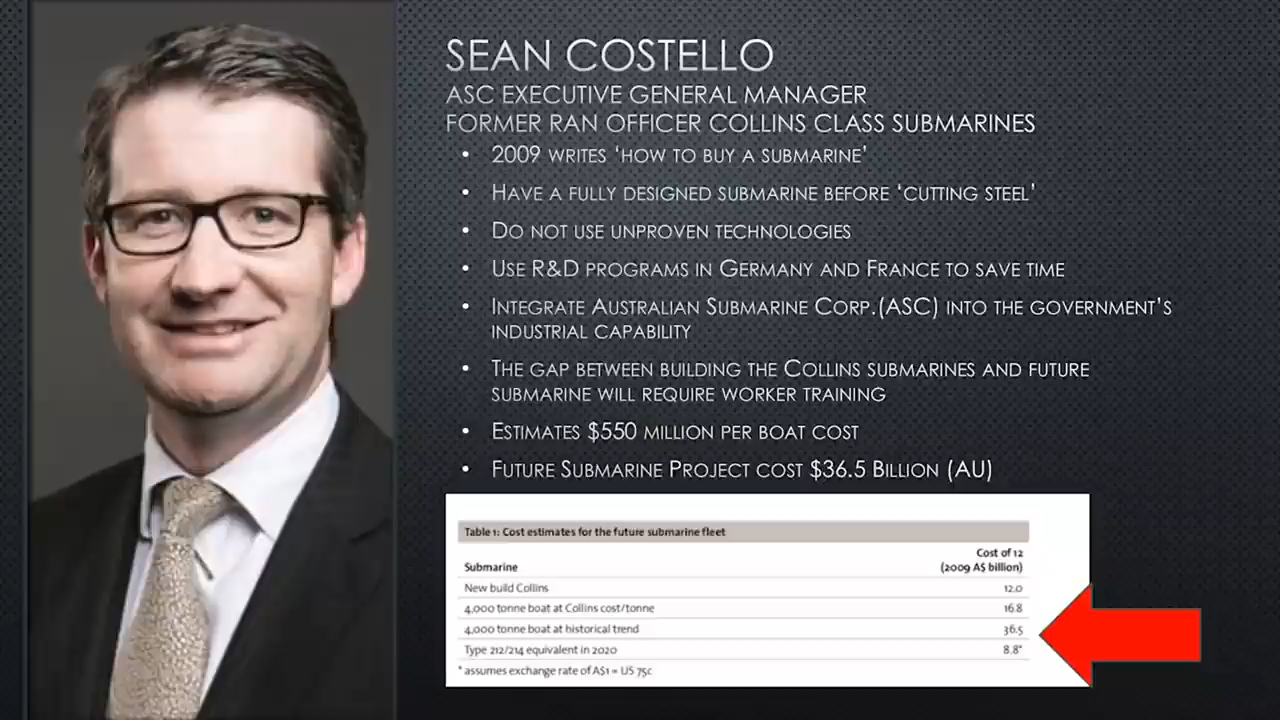 SEAN COSTELLO
ASC EXECUTIVE GENERAL MANAGER
FORMER RAN OFFICER COLLINS CLASS SUBMARINES
• 2009 WRITES ‘HOW TO BUY A SUBMARINE’
• HAVE A FULLY DESIGNED SUBMARINE BEFORE ‘CUTTING STEEL’
• DO NOT USE UNPROVEN TECHNOLOGIES
• USE R&D PROGRAMS IN GERMANY AND FRANCE TO SAVE TIME
• INTEGRATE AUSTRALIAN SUBMARINE CORP.(ASC) INTO THE GOVERNMENT’S
INDUSTRIAL CAPABILITY
• THE GAP BETWEEN BUILDING THE COLLINS SUBMARINES AND FUTURE
SUBMARINE WILL REQUIRE WORKER TRAINING
• ESTIMATES $550 MILLION PER BOAT COST
• FUTURE SUBMARINE PROJECT COST $36.5 BILLION (AU)
Table 1: Cost estimates for the future submarine fleet
Cost of 12
Submarine (2009 A$ billion)
New build Collins 12.0
4,000 tonne boat at Collins cost/tonne 16.8
4,000 tonne boat at historical trend 36.5
Type 212/214 equivalent in 2020 8.8*
* assumes exchange rate of A$1 = US 75c